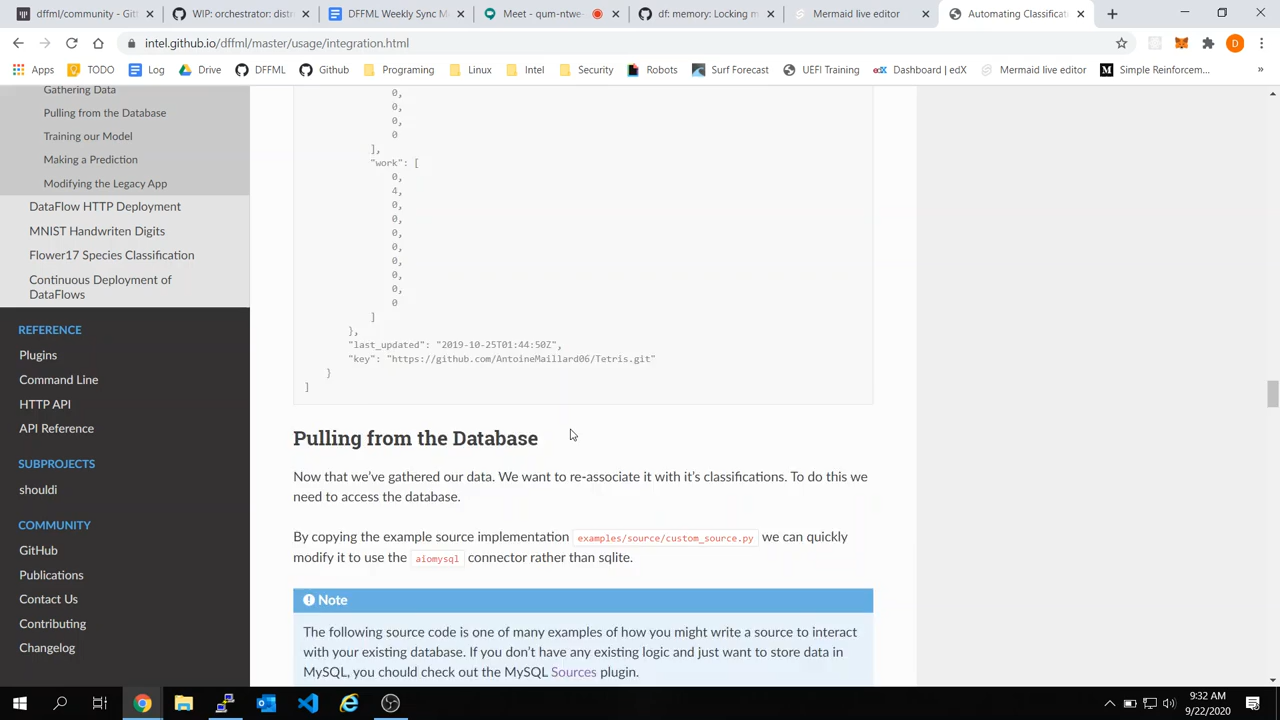 dffml/community - Git
WIP: orchestrator: distr
DFFML Weekly Sync M
Meet - qum-ntwe-
df: memory: Locking m
Mermaid live editor
Automating Classificati
intel.github.io/dffml/master/usage/integration.html
D
Apps
TODO
Log
Drive
DFFML
Github
Programing
Linux
Intel
Security
Robots
Surf Forecast
UEFI Training
Dashboard | edX
Mermaid live editor
Simple Reinforcem...
»
Gathering Data
Pulling from the Database
Training our Model
Making a Prediction
Modifying the Legacy App
DataFlow HTTP Deployment
MNIST Handwriten Digits
Flower17 Species Classification
Continuous Deployment of
DataFlows
REFERENCE
Plugins
Command Line
HTTP API
API Reference
SUBPROJECTS
shouldi
COMMUNITY
GitHub
Publications
Contact Us
Contributing
Changelog
0,
0,
0,
0
],
"work": [
0,
4,
0,
0,
0,
0,
0,
0,
0,
0
]
},
"last_updated": "2019-10-25T01:44:50Z",
"key": "https://github.com/AntoineMaillard06/Tetris.git"
}
]
Pulling from the Database
Now that we've gathered our data. We want to re-associate it with it's classifications. To do this we
need to access the database.
By copying the example source implementation examples/source/custom_source.py we can quickly
modify it to use the aiomysql connector rather than sqlite.
Note
The following source code is one of many examples of how you might write a source to interact
with your existing database. If you don't have any existing logic and just want to store data in
MySQL, you chould check out the MySQL Sources plugin.
9:32 AM
9/22/2020